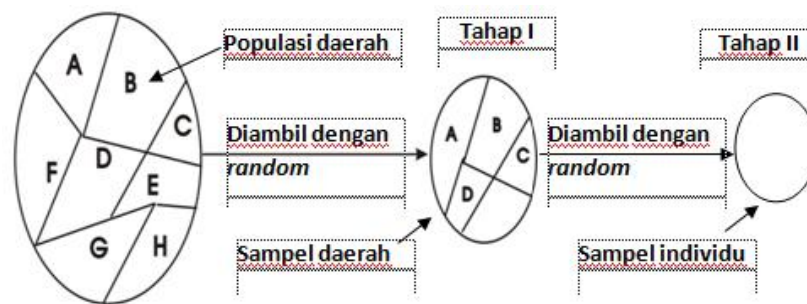 Populasi daerah
Tahap I
Tahap II
A
B
C
D
E
F
G
H
Diambil dengan
random
A
B
C
D
Diambil dengan
random
Sampel daerah
Sampel individu